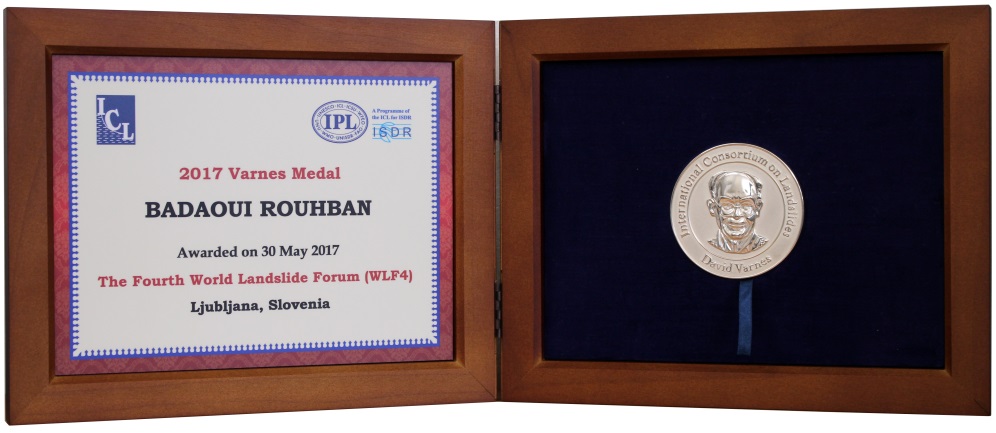 ICL
IPL
A Programme of
the ICL for ISDR
ISDR
2017 Varnes Medal
BADAOUI ROUHBAN
Awarded on 30 May 2017
The Fourth World Landslide Forum (WLF4)
Ljubljana, Slovenia
International Consortium on Landslides
David Varnes